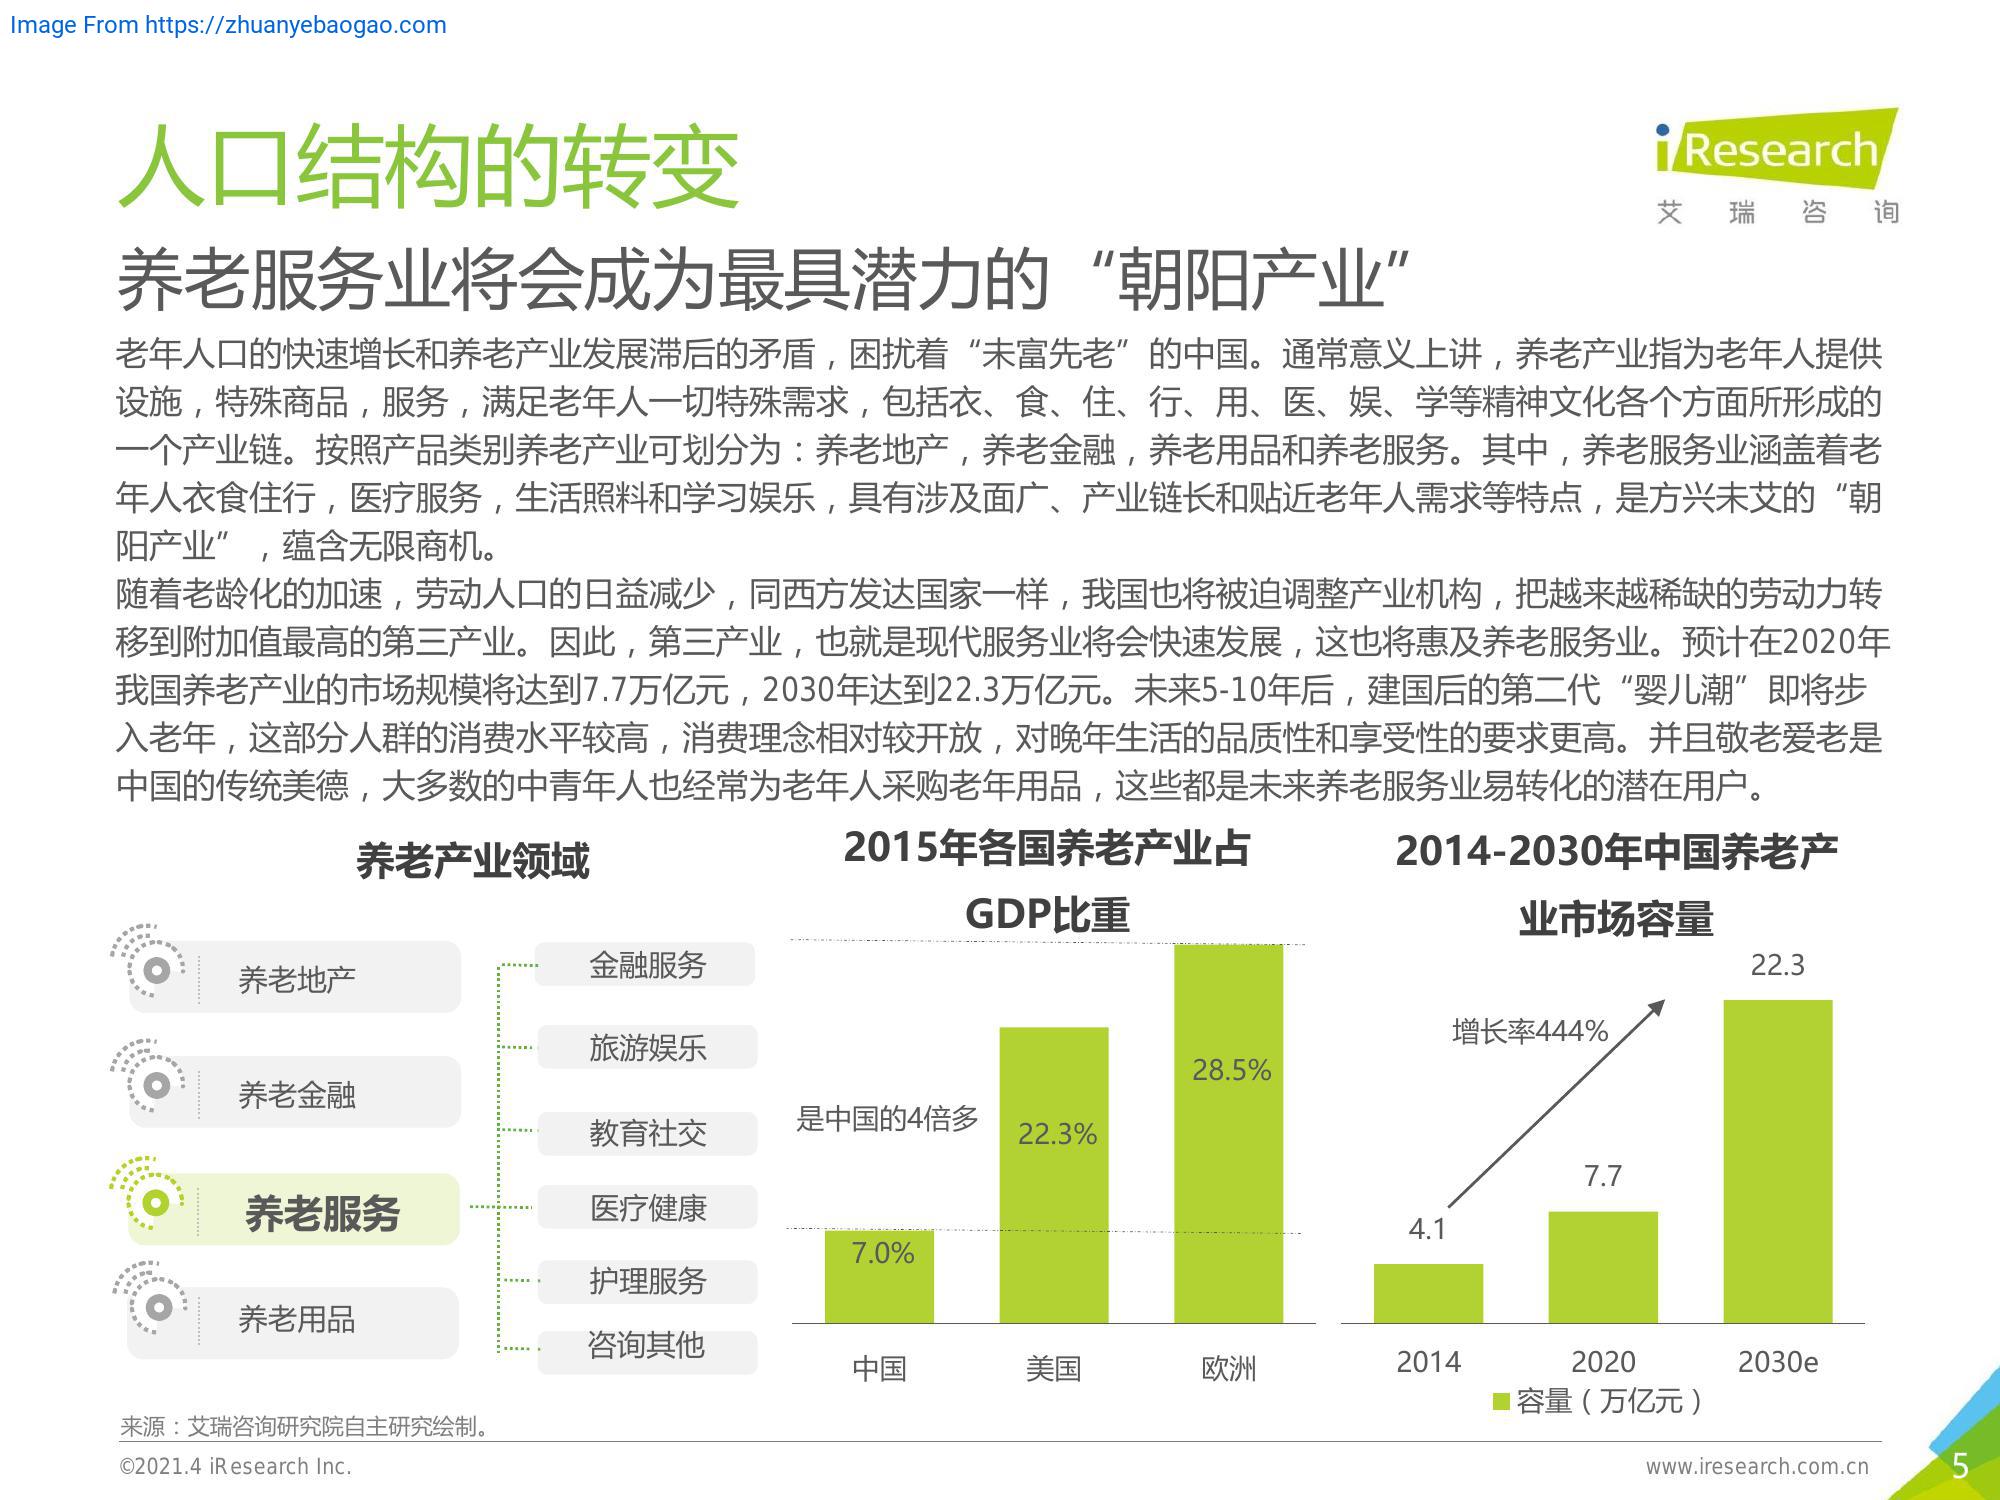 Image From https://zhuanyebaogao.com
人口结构的转变
iResearch
艾瑞咨询
养老服务业将会成为最具潜力的“朝阳产业”
老年人口的快速增长和养老产业发展滞后的矛盾，困扰着“未富先老”的中国。通常意义上讲，养老产业指为老年人提供
设施，特殊商品，服务，满足老年人一切特殊需求，包括衣、食、住、行、用、医、娱、学等精神文化各个方面所形成的
一个产业链。按照产品类别养老产业可划分为：养老地产，养老金融，养老用品和养老服务。其中，养老服务业涵盖着老
年人衣食住行，医疗服务，生活照料和学习娱乐，具有涉及面广、产业链长和贴近老年人需求等特点，是方兴未艾的“朝
阳产业”，蕴含无限商机。
随着老龄化的加速，劳动人口的日益减少，同西方发达国家一样，我国也将被迫调整产业机构，把越来越稀缺的劳动力转
移到附加值最高的第三产业。因此，第三产业，也就是现代服务业将会快速发展，这也将惠及养老服务业。预计在2020年
我国养老产业的市场规模将达到7.7万亿元，2030年达到22.3万亿元。未来5-10年后，建国后的第二代“婴儿潮”即将步
入老年，这部分人群的消费水平较高，消费理念相对较开放，对晚年生活的品质性和享受性的要求更高。并且敬老爱老是
中国的传统美德，大多数的中青年人也经常为老年人采购老年用品，这些都是未来养老服务业易转化的潜在用户。
养老产业领域
养老地产
养老金融
养老服务
养老用品
金融服务
旅游娱乐
教育社交
医疗健康
护理服务
咨询其他
2015年各国养老产业占
GDP比重
是中国的4倍多
7.0%
22.3%
28.5%
中国
美国
欧洲
2014-2030年中国养老产
业市场容量
增长率444%
4.1
7.7
22.3
2014
2020
2030e
容量（万亿元）
来源：艾瑞咨询研究院自主研究绘制。
©2021.4 iResearch Inc.
www.iresearch.com.cn
5